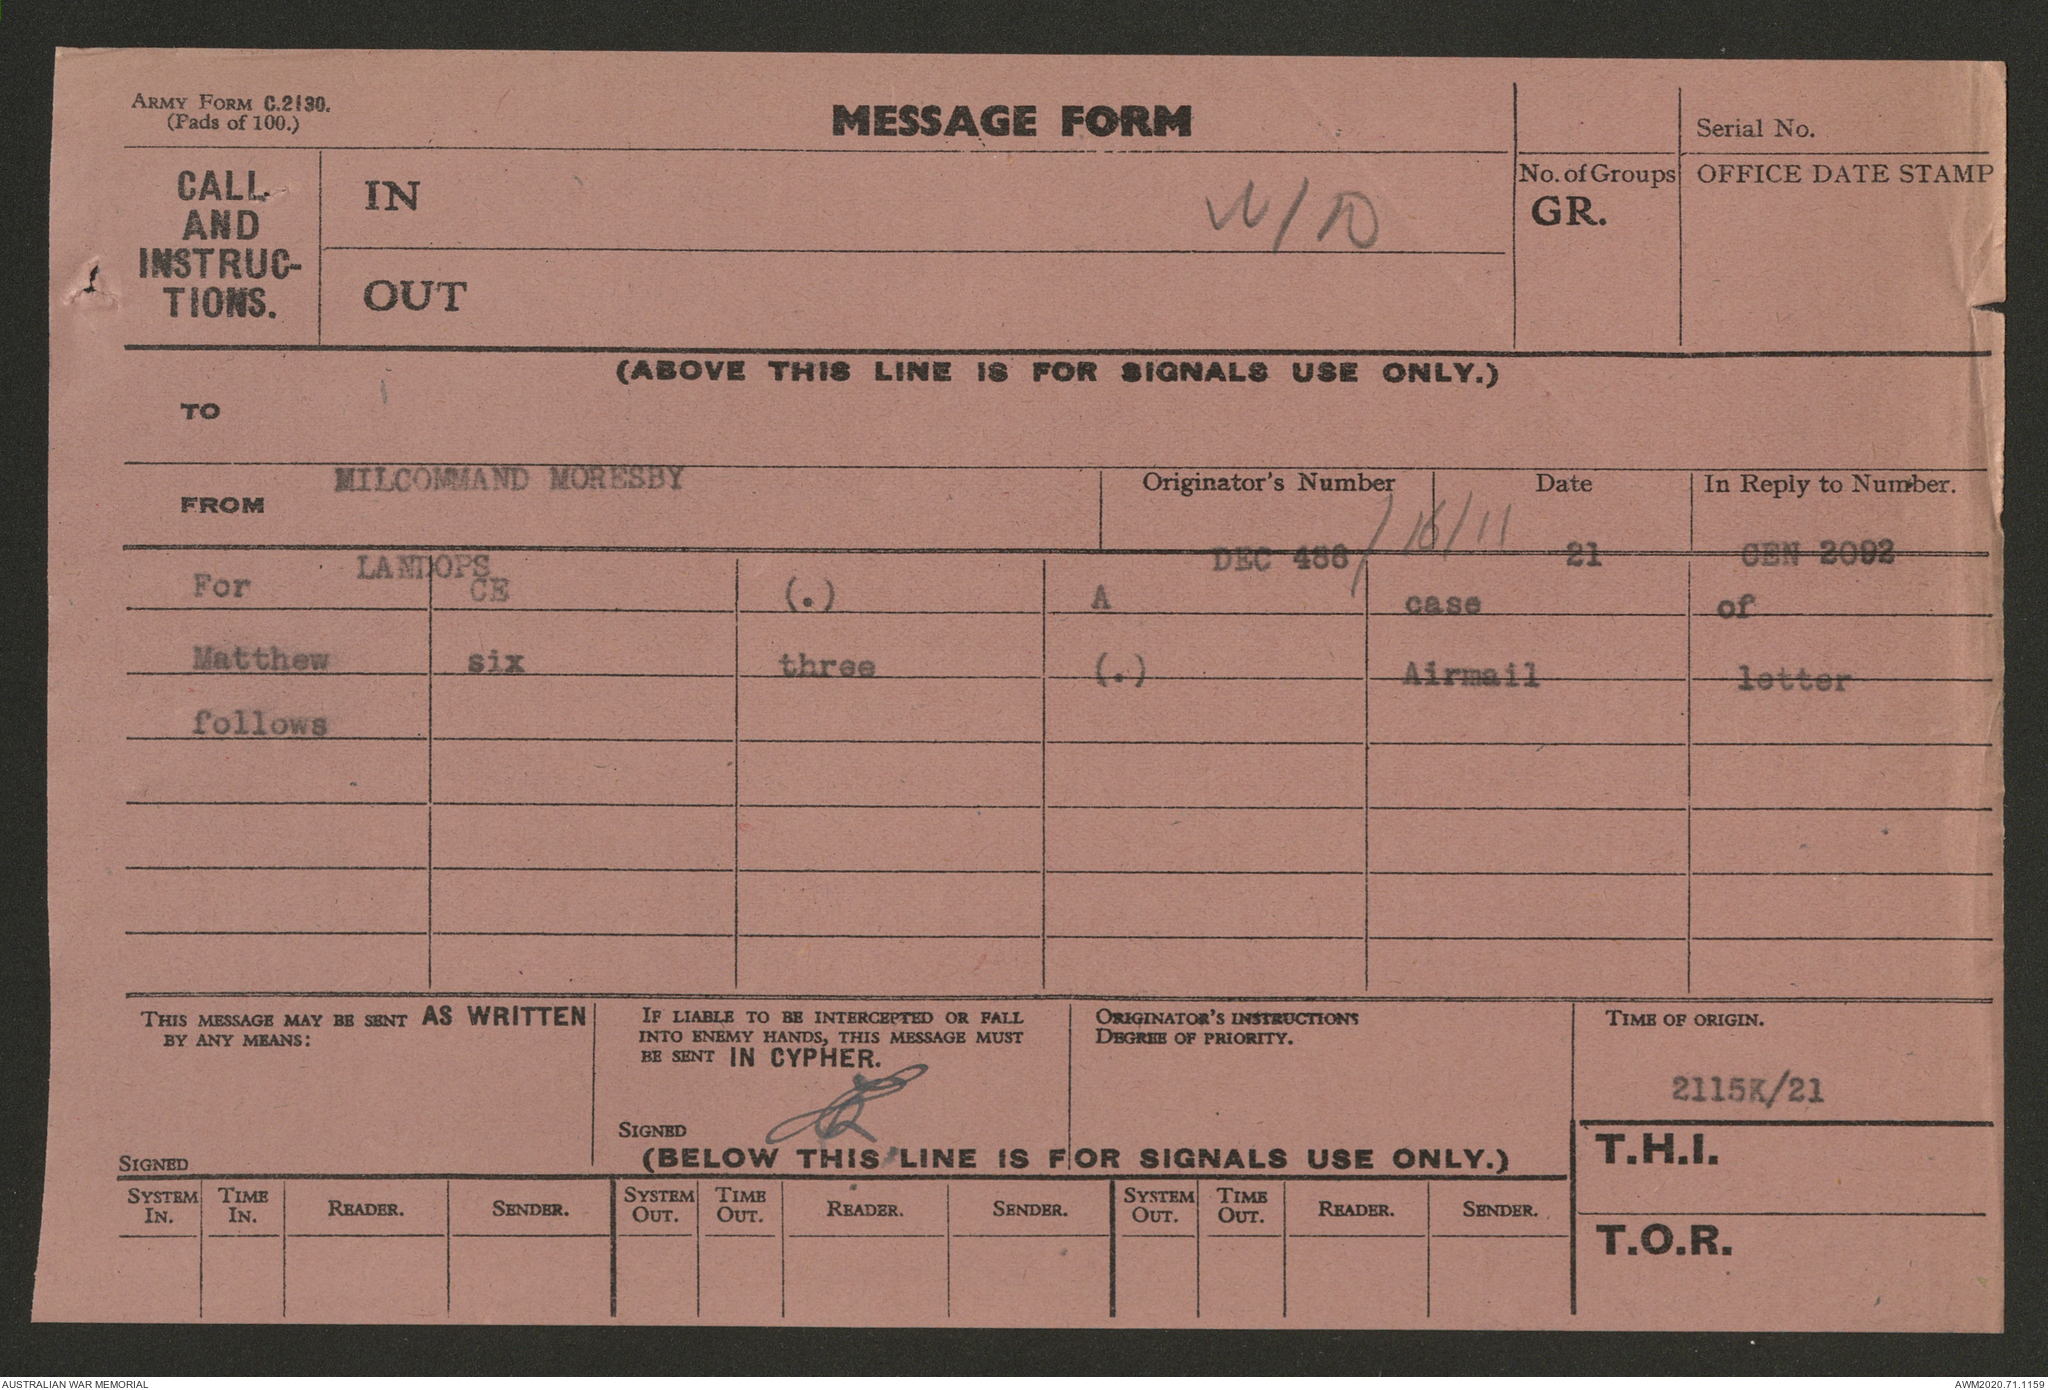 ARMY FORM C.2130.
(Pads of 100.)
MESSAGE FORM
Serial No.
CALL
AND
INSTRUC-
TIONS.
IN
W/D
No. of Groups
GR.
OFFICE DATE STAMP
OUT
(ABOVE THIS LINE IS FOR SIGNALS USE ONLY.)
TO
MILCOMMAND MORESBY
FROM
Originator's Number
Date
In Reply to Number.
/ 16/11
LANDOPS
DEC 486
21
CEN 2092
For CE (.) A case of
Matthew six three (.) Airmail letter
follows
THIS MESSAGE MAY BE SENT AS WRITTEN
BY ANY MEANS:
SIGNED
IF LIABLE TO BE INTERCEPTED OR FALL
INTO ENEMY HANDS, THIS MESSAGE MUST
BE SENT IN CYPHER.
SIGNED
ORIGINATOR'S INSTRUCTIONS
DEGREE OF PRIORITY.
TIME OF ORIGIN.
2115K/21
(BELOW THIS LINE IS FOR SIGNALS USE ONLY.)
T.H.I.
SYSTEM IN. TIME IN. READER. SENDER. SYSTEM OUT. TIME OUT. READER. SENDER. SYSTEM OUT. TIME OUT. READER. SENDER.
T.O.R.
AUSTRALIAN WAR MEMORIAL
AWM2020.71.1159